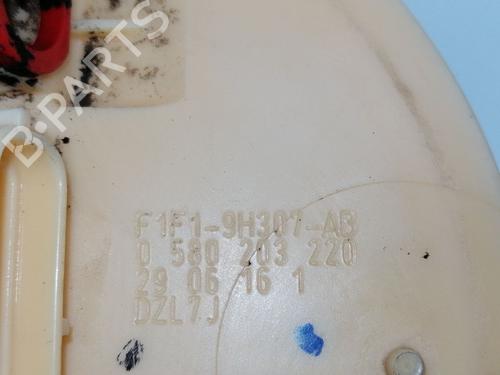 B-PARTS
F1F1-9H307-AB
0 580 203 220
29 06 16 1
DZL7J